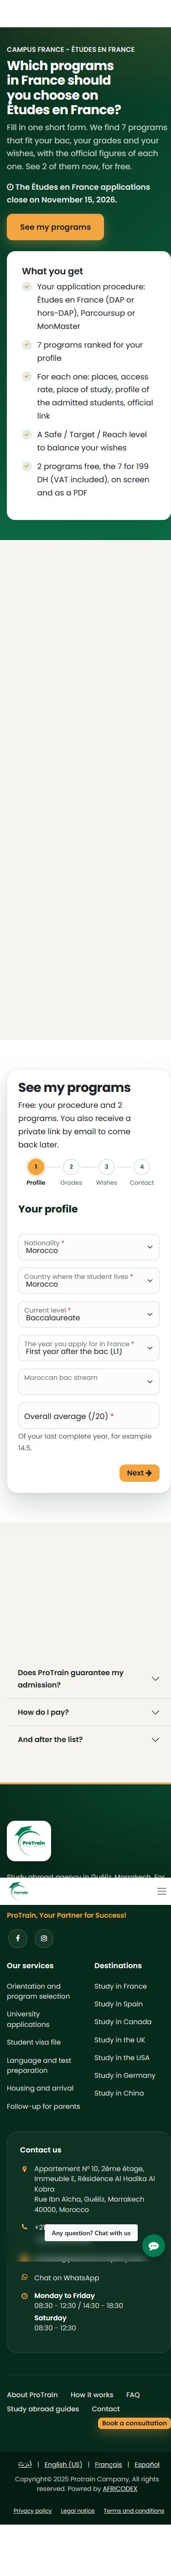 CAMPUS FRANCE - ÉTUDES EN FRANCE
Which programs
in France should
you choose on
Études en France?
Fill in one short form. We find 7 programs
that fit your bac, your grades and your
wishes, with the official figures of each
one. See 2 of them now, for free.
The Études en France applications
close on November 15, 2026.
See my programs
What you get
Your application procedure:
Études en France (DAP or
hors-DAP), Parcoursup or
MonMaster
7 programs ranked for your
profile
For each one: places, access
rate, place of study, profile of
the admitted students, official
link
A Safe / Target / Reach level
to balance your wishes
2 programs free, the 7 for 199
DH (VAT included), on screen
and as a PDF
See my programs
Free: your procedure and 2
programs. You also receive a
private link by email to come
back later.
1 2 3 4
Profile Grades Wishes Contact
Your profile
Nationality *
Morocco
Country where the student lives *
Morocco
Current level *
Baccalaureate
The year you apply for in France *
First year after the bac (L1)
Moroccan bac stream
Overall average (/20) *
Of your last complete year, for example
14.5.
Next
Does ProTrain guarantee my
admission?
How do I pay?
And after the list?
ProTrain
Study abroad agency in Guéliz, Marrakech. For
ProTrain
ProTrain, Your Partner for Success!
Our services
Orientation and
program selection
University
applications
Student visa file
Language and test
preparation
Housing and arrival
Follow-up for parents
Destinations
Study in France
Study in Spain
Study in Canada
Study in the UK
Study in the USA
Study in Germany
Study in China
Contact us
Appartement N° 10, 2ème étage,
Immeuble E, Résidence Al Hadika Al
Kobra
Rue Ibn Aïcha, Guéliz, Marrakech
40000, Morocco
Any question? Chat with us
Chat on WhatsApp
Monday to Friday
08:30 - 12:30 / 14:30 - 18:30
Saturday
08:30 - 12:30
About ProTrain How it works FAQ
Study abroad guides Contact
Book a consultation
| English (US) | Français | Español
Copyright© 2025 Protrain Company, All rights
reserved. Powred by AFRICODEX
Privacy policy Legal notice Terms and conditions